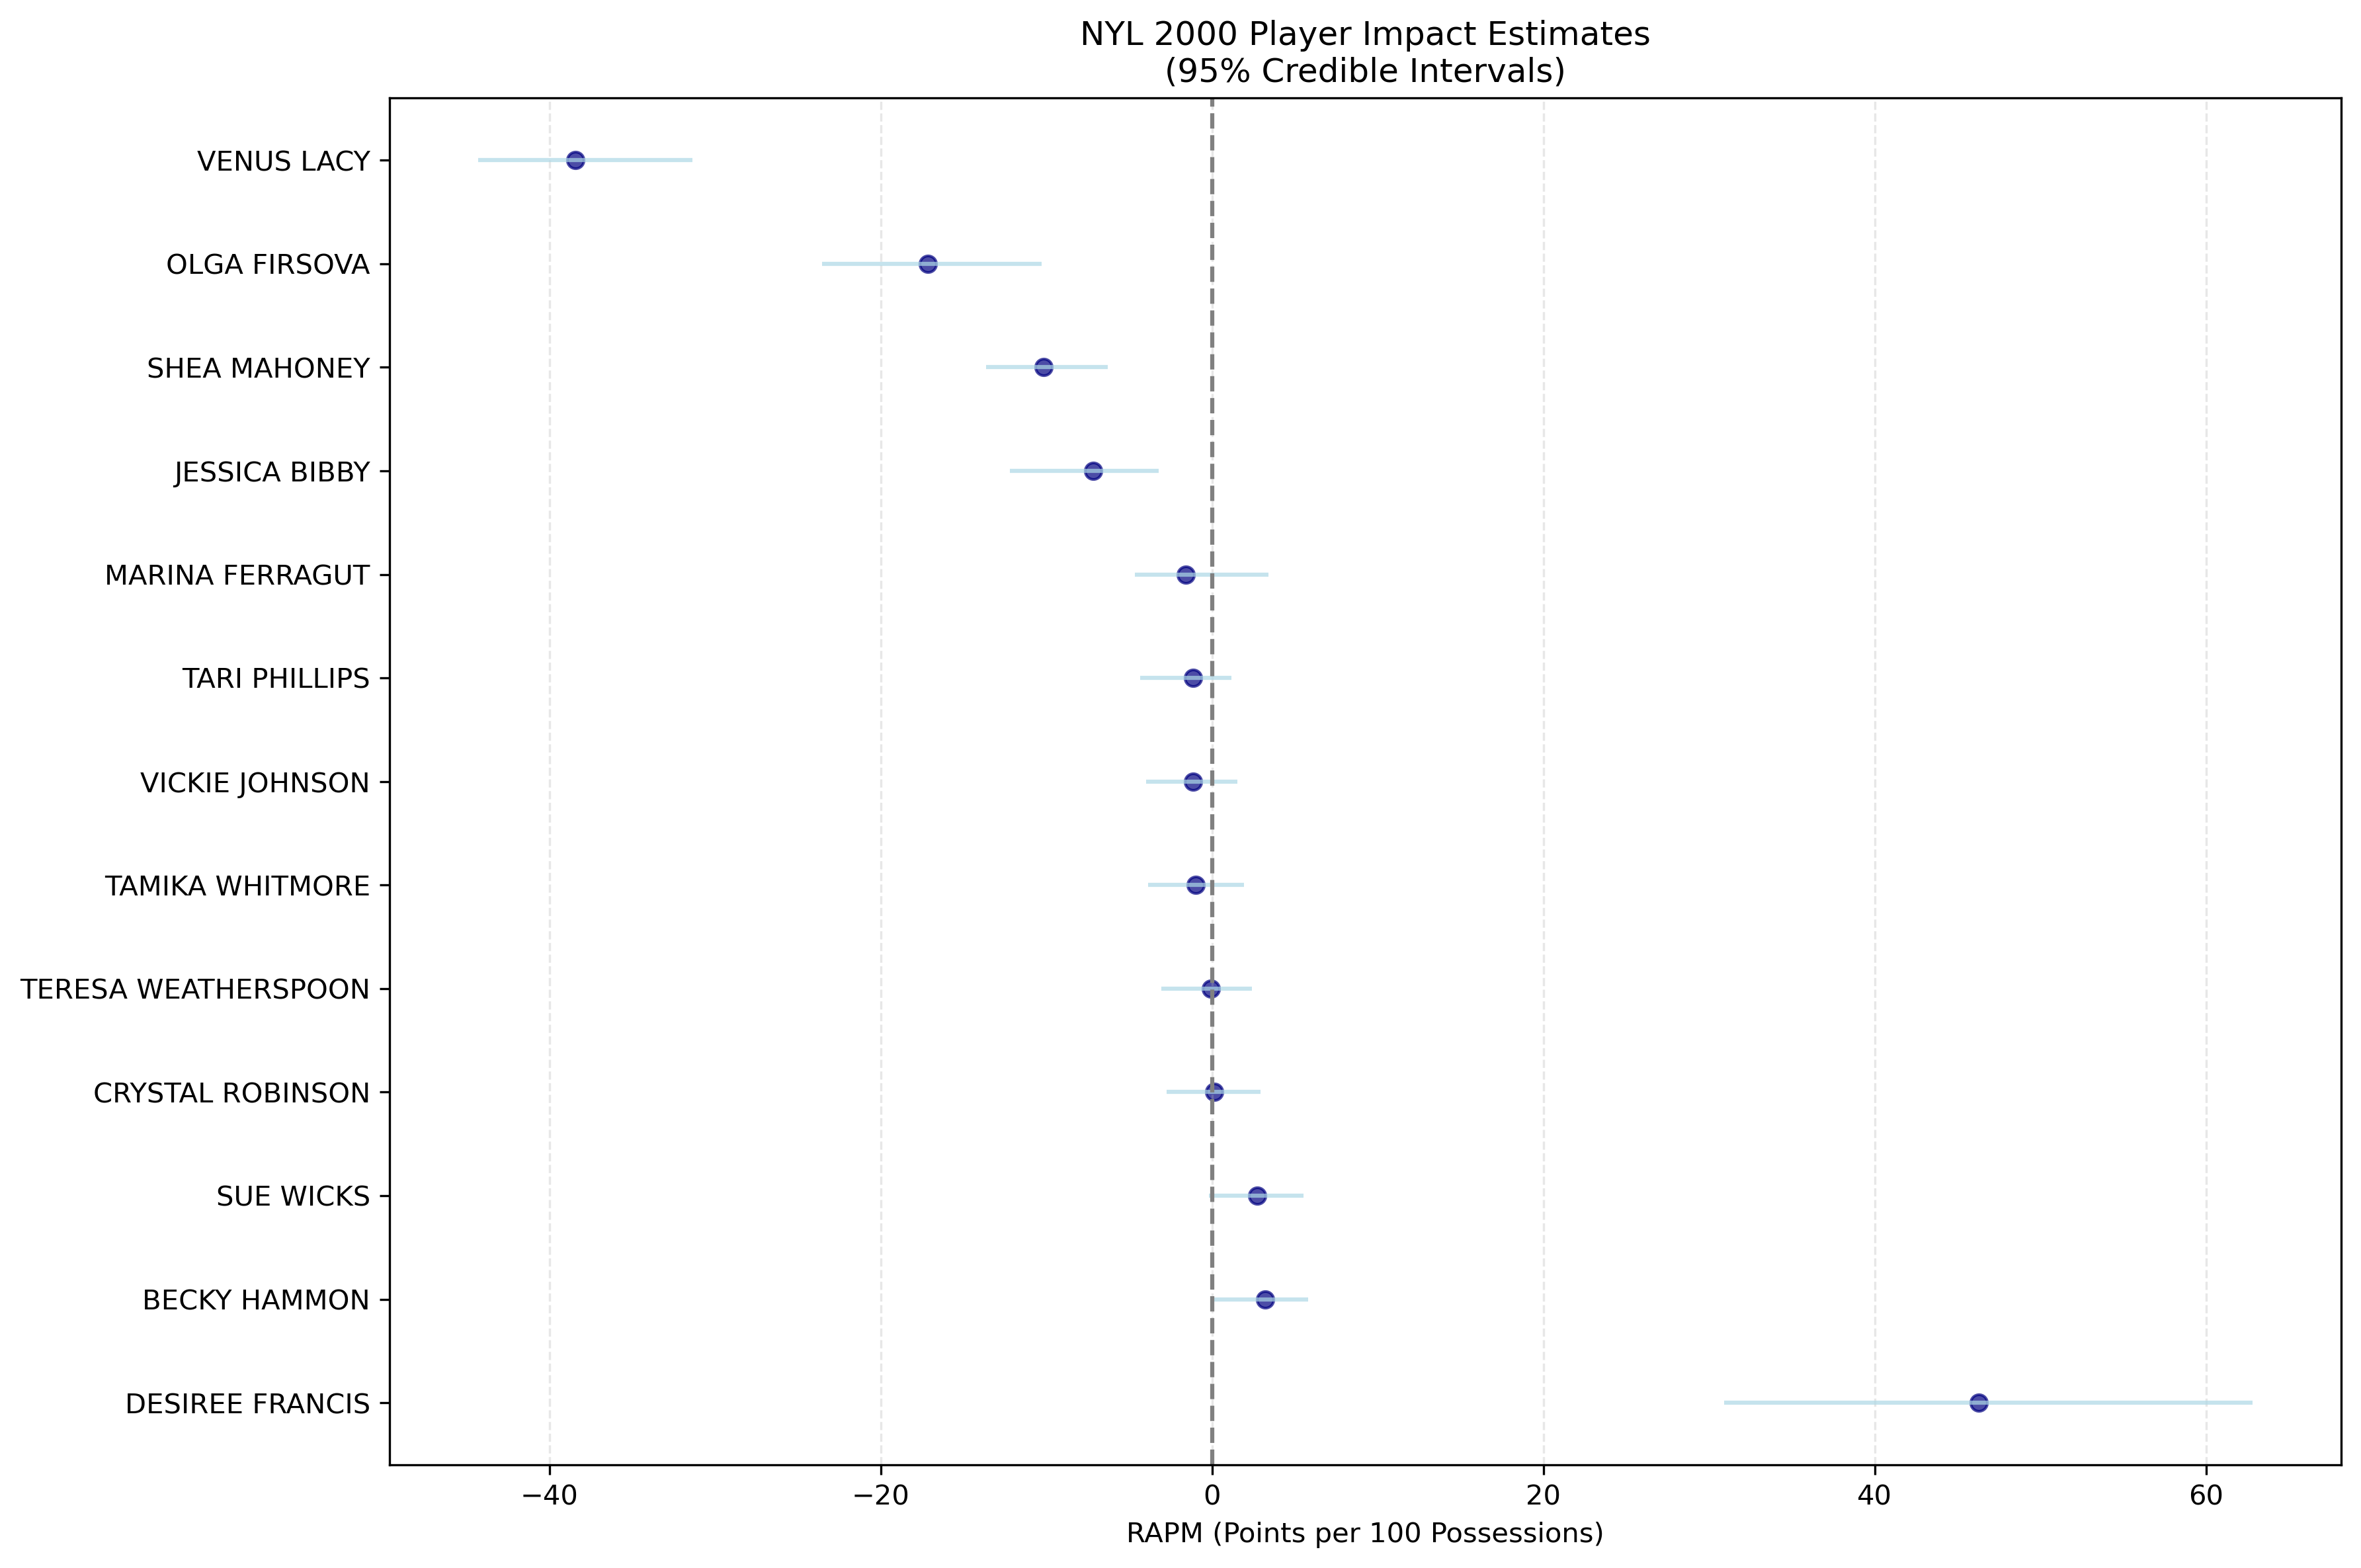 NYL 2000 Player Impact Estimates
(95% Credible Intervals)
VENUS LACY
OLGA FIRSOVA
SHEA MAHONEY
JESSICA BIBBY
MARINA FERRAGUT
TARI PHILLIPS
VICKIE JOHNSON
TAMIKA WHITMORE
TERESA WEATHERSPOON
CRYSTAL ROBINSON
SUE WICKS
BECKY HAMMON
DESIREE FRANCIS
−40 −20 0 20 40 60
RAPM (Points per 100 Possessions)